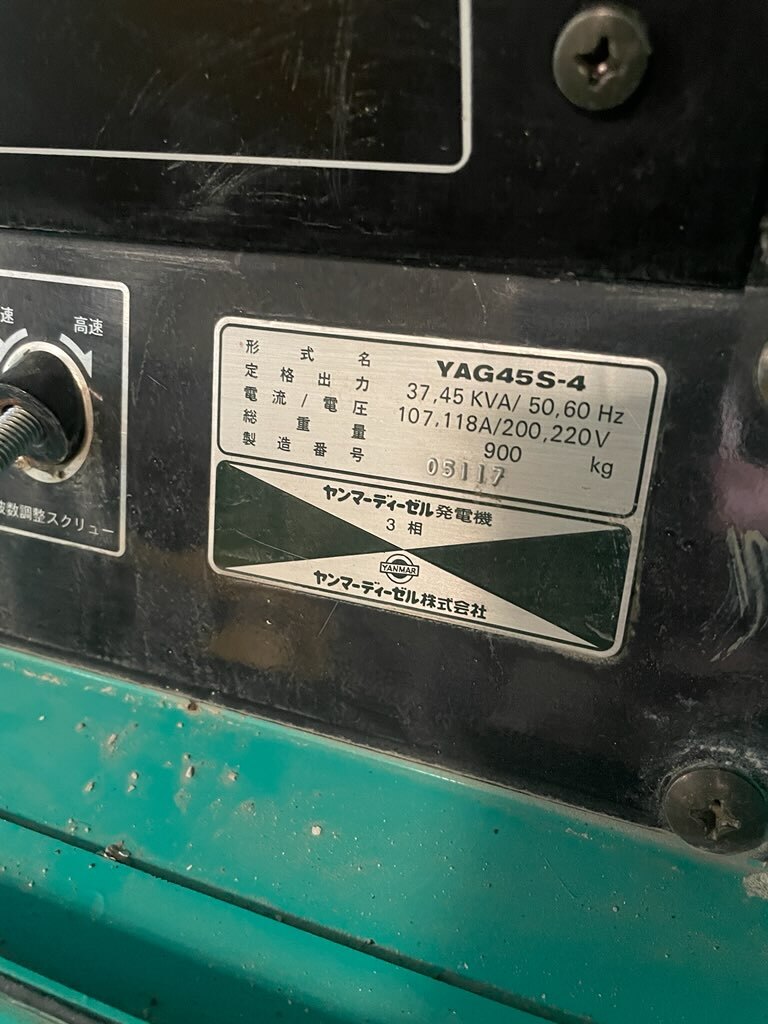 速
高速
波数調整スクリュー
形式名 YAG45S-4
定格出力 37,45 KVA/ 50,60 Hz
電流/電圧 107,118A/200,220V
総重量 900 kg
製造番号 05117
ヤンマーディーゼル発電機
3 相
YANMAR
ヤンマーディーゼル株式会社